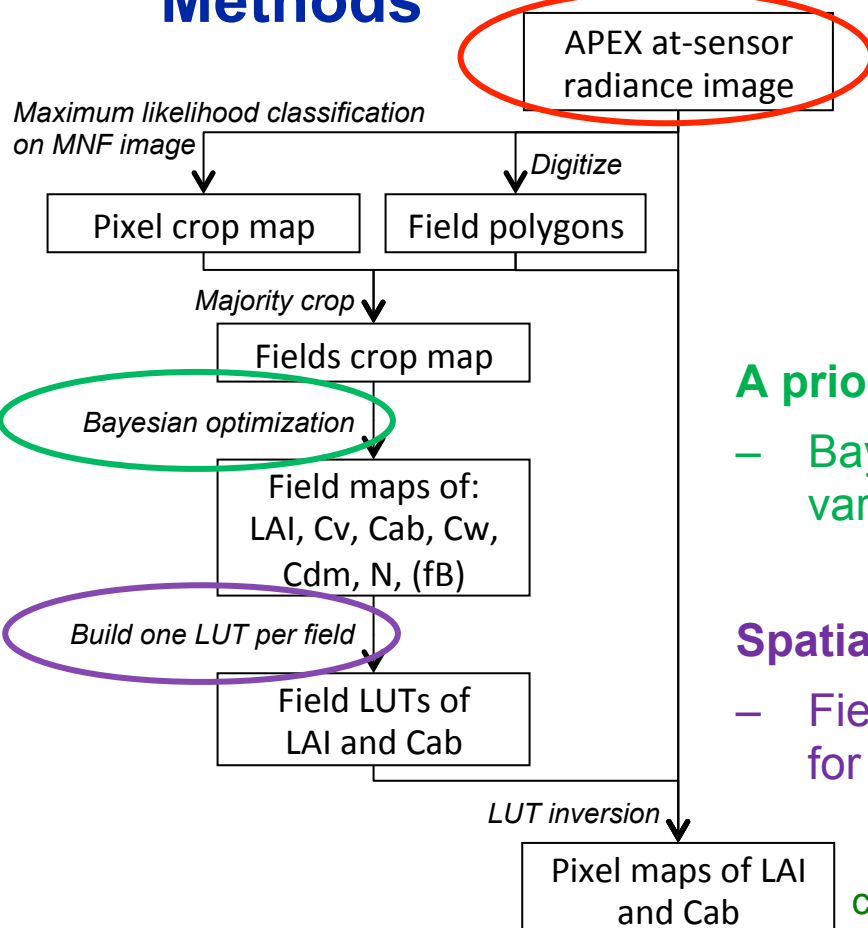 Methods
APEX at-sensor
radiance image
Maximum likelihood classification
on MNF image
Digitize
Pixel crop map
Field polygons
Majority crop
Fields crop map
Bayesian optimization
Field maps of:
LAI, Cv, Cab, Cw,
Cdm, N, (fB)
Build one LUT per field
Field LUTs of
LAI and Cab
LUT inversion
Pixel maps of LAI
and Cab
A prio
– Bay
var
Spatia
– Fie
for
c